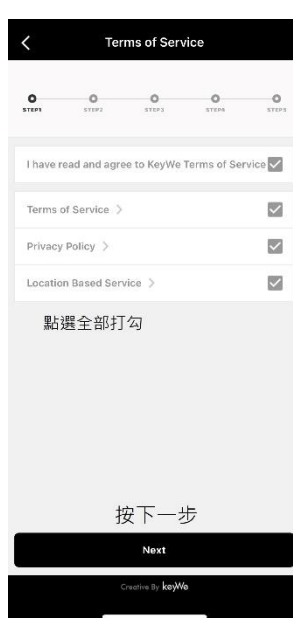 Terms of Service
STEP1 STEP2 STEP3 STEP4 STEP5
I have read and agree to KeyWe Terms of Service
Terms of Service >
Privacy Policy >
Location Based Service >
點選全部打勾
按下一步
Next
Creative By keyWe